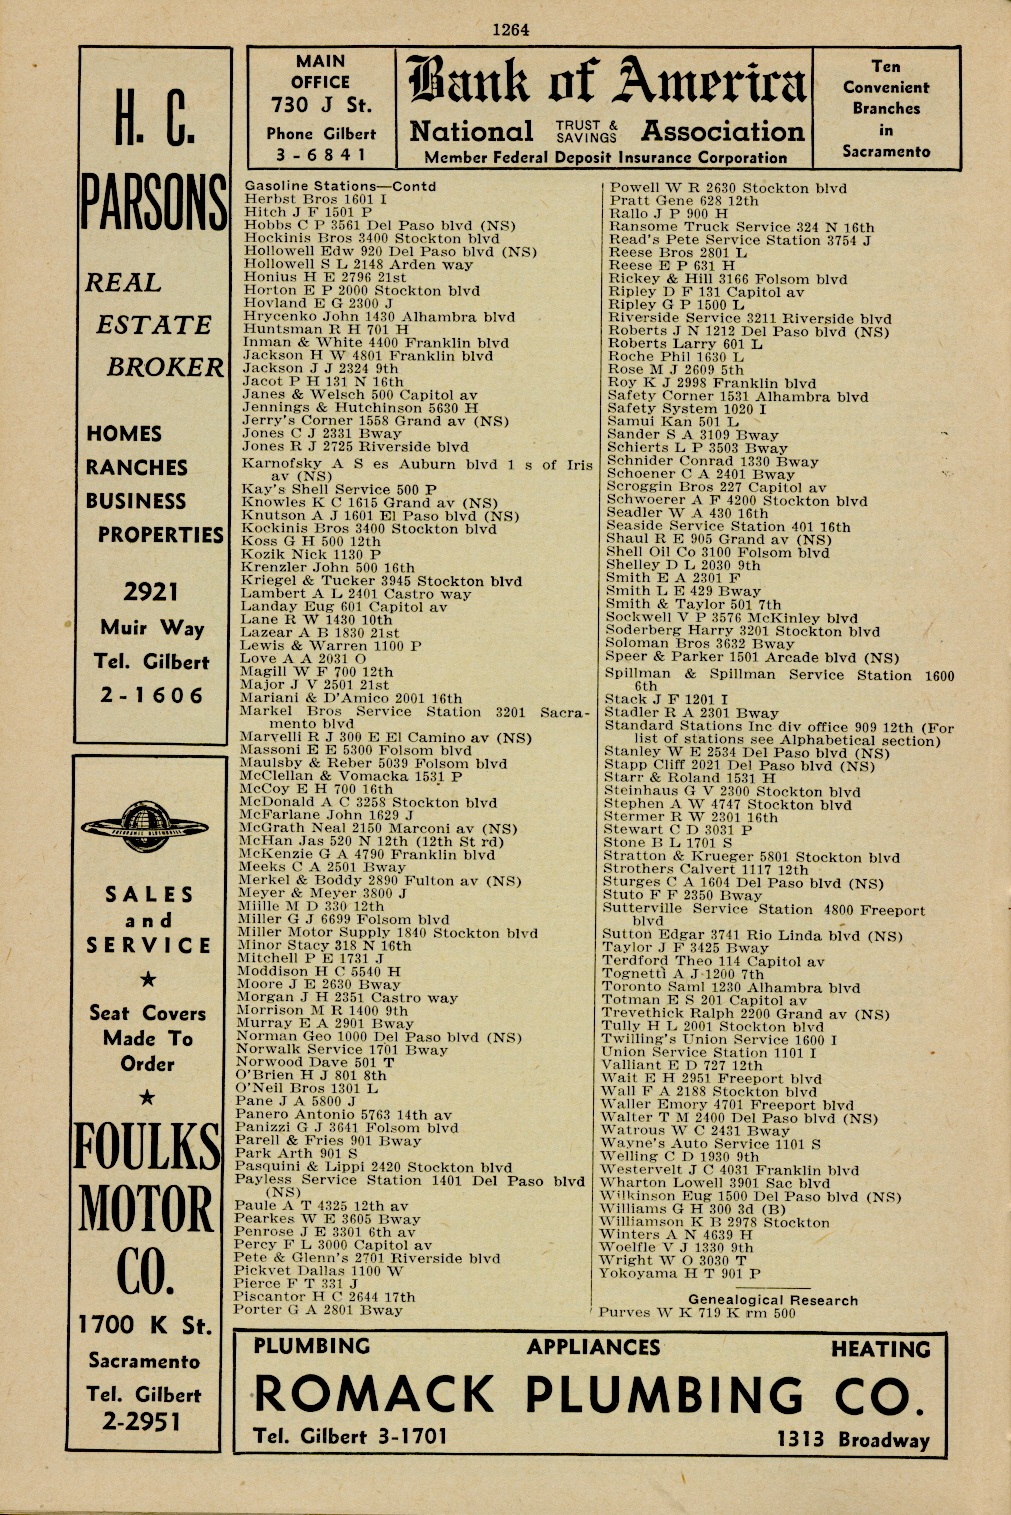 1264
H. C.
PARSONS
REAL
ESTATE
BROKER
HOMES
RANCHES
BUSINESS
PROPERTIES
2921
Muir Way
Tel. Gilbert
2-1606
SALES
and
SERVICE
★
Seat Covers
Made To
Order
★
FOULKS
MOTOR
CO.
1700 K St.
Sacramento
Tel. Gilbert
2-2951
MAIN
OFFICE
730 J St.
Phone Gilbert
3-6841
Bank of America
National TRUST & SAVINGS Association
Member Federal Deposit Insurance Corporation
Ten
Convenient
Branches
in
Sacramento
Gasoline Stations—Contd
Herbst Bros 1601 I
Hitch J F 1501 P
Hobbs C P 3561 Del Paso blvd (NS)
Hockinis Bros 3400 Stockton blvd
Hollowell Edw 920 Del Paso blvd (NS)
Hollowell S L 2148 Arden way
Honius H E 2796 21st
Horton E P 2000 Stockton blvd
Hovland E G 2300 J
Hrycenko John 1430 Alhambra blvd
Huntsman R H 701 H
Inman & White 4400 Franklin blvd
Jackson H W 4801 Franklin blvd
Jackson J J 2324 9th
Jacot P H 131 N 16th
Janes & Welsh 500 Capitol av
Jennings & Hutchinson 5630 H
Jerry's Corner 1558 Grand av (NS)
Jones C J 2331 Bway
Jones R J 2725 Riverside blvd
Karnofsky A S es Auburn blvd 1 s of Iris
av (NS)
Kay's Shell Service 500 P
Knowles K C 1615 Grand av (NS)
Knutson A J 1601 El Paso blvd (NS)
Kockinis Bros 3400 Stockton blvd
Koss G H 500 12th
Kozik Nick 1130 P
Krenzler John 500 16th
Kriegel & Tucker 3945 Stockton blvd
Lambert A L 2401 Castro way
Landay Eug 601 Capitol av
Lane R W 1430 10th
Lazear A B 1830 21st
Lewis & Warren 1100 P
Love A A 2031 O
Magill W F 700 12th
Major J V 2501 21st
Mariani & D'Amico 2001 16th
Markel Bros Service Station 3201 Sacra-
mento blvd
Marvelli R J 300 E El Camino av (NS)
Massoni E E 5300 Folsom blvd
Maulsby & Reber 5039 Folsom blvd
McClellan & Vomacka 1531 P
McCoy E H 700 16th
McDonald A C 3258 Stockton blvd
McFarlane John 1629 J
McGrath Neal 2150 Marconi av (NS)
McHan Jas 520 N 12th (12th St rd)
McKenzie G A 4790 Franklin blvd
Meeks C A 2501 Bway
Merkel & Boddy 2890 Fulton av (NS)
Meyer & Meyer 3800 J
Miille M D 330 12th
Miller G J 6699 Folsom blvd
Miller Motor Supply 1840 Stockton blvd
Minor Stacy 318 N 16th
Mitchell P E 1731 J
Moddison H C 5540 H
Moore J E 2630 Bway
Morgan J H 2351 Castro way
Morrison M R 1400 9th
Murray E A 2901 Bway
Norman Geo 1000 Del Paso blvd (NS)
Norwalk Service 1701 Bway
Norwood Dave 501 T
O'Brien H J 801 8th
O'Neil Bros 1301 L
Pane J A 5800 J
Panero Antonio 5763 14th av
Panizzi G J 3641 Folsom blvd
Parell & Fries 901 Bway
Park Arth 901 S
Pasquini & Lippi 2420 Stockton blvd
Payless Service Station 1401 Del Paso blvd
(NS)
Paule A T 4325 12th av
Pearkes W E 3605 Bway
Penrose J E 3301 6th av
Percy F L 3000 Capitol av
Pete & Glenn's 2701 Riverside blvd
Pickvet Dallas 1100 W
Pierce F T 331 J
Piscantor H C 2644 17th
Porter G A 2801 Bway
Powell W R 2630 Stockton blvd
Pratt Gene 628 12th
Rallo J P 900 H
Ransome Truck Service 324 N 16th
Read's Pete Service Station 3754 J
Reese Bros 2801 L
Reese E P 631 H
Rickey & Hill 3166 Folsom blvd
Ripley D F 131 Capitol av
Ripley G P 1500 L
Riverside Service 3211 Riverside blvd
Roberts J N 1212 Del Paso blvd (NS)
Roberts Larry 601 L
Roche Phil 1630 L
Rose M J 2609 5th
Roy K J 2998 Franklin blvd
Safety Corner 1531 Alhambra blvd
Safety System 1020 I
Samui Kan 501 L
Sander S A 3109 Bway
Schierts L P 3503 Bway
Schnider Conrad 1330 Bway
Schoener C A 2401 Bway
Scroggin Bros 227 Capitol av
Schwoerer A F 4200 Stockton blvd
Seadler W A 430 16th
Seaside Service Station 401 16th
Shaul R E 905 Grand av (NS)
Shell Oil Co 3100 Folsom blvd
Shelley D L 2030 9th
Smith E A 2301 F
Smith L E 429 Bway
Smith & Taylor 501 7th
Sockwell V P 3576 McKinley blvd
Soderberg Harry 3201 Stockton blvd
Soloman Bros 3632 Bway
Speer & Parker 1501 Arcade blvd (NS)
Spillman & Spillman Service Station 1600
6th
Stack J F 1201 I
Stadler R A 2301 Bway
Standard Stations Inc div office 909 12th (For
list of stations see Alphabetical section)
Stanley W E 2534 Del Paso blvd (NS)
Stapp Cliff 2021 Del Paso blvd (NS)
Starr & Roland 1531 H
Steinhaus G V 2300 Stockton blvd
Stephen A W 4747 Stockton blvd
Stermer R W 2301 16th
Stewart C D 3031 P
Stone B L 1701 S
Stratton & Krueger 5801 Stockton blvd
Strothers Calvert 1117 12th
Sturges C A 1604 Del Paso blvd (NS)
Stuto F F 2350 Bway
Sutterville Service Station 4800 Freeport
blvd
Sutton Edgar 3741 Rio Linda blvd (NS)
Taylor J F 3425 Bway
Terdford Theo 114 Capitol av
Tognetti A J 1200 7th
Toronto Saml 1230 Alhambra blvd
Totman E S 201 Capitol av
Trevethick Ralph 2200 Grand av (NS)
Tully H L 2001 Stockton blvd
Twilling's Union Service 1600 I
Union Service Station 1101 I
Valliant E D 727 12th
Wait E H 2951 Freeport blvd
Wall F A 2188 Stockton blvd
Waller Emory 4701 Freeport blvd
Walter T M 2400 Del Paso blvd (NS)
Watrous W C 2431 Bway
Wayne's Auto Service 1101 S
Welling C D 1930 9th
Westervelt J C 4031 Franklin blvd
Wharton Lowell 3901 Sac blvd
Wilkinson Eug 1500 Del Paso blvd (NS)
Williams G H 300 3d (B)
Williamson K B 2978 Stockton
Winters A N 4639 H
Woelfle V J 1330 9th
Wright W O 3030 T
Yokoyama H T 901 P
Genealogical Research
Purves W K 719 K rm 500
PLUMBING APPLIANCES HEATING
ROMACK PLUMBING CO.
Tel. Gilbert 3-1701 1313 Broadway